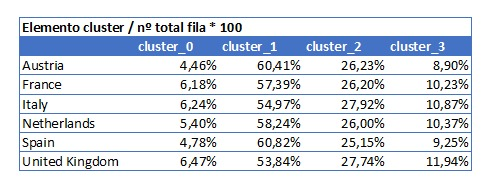 Elemento cluster / nº total fila * 100
cluster_0 cluster_1 cluster_2 cluster_3
Austria 4,46% 60,41% 26,23% 8,90%
France 6,18% 57,39% 26,20% 10,23%
Italy 6,24% 54,97% 27,92% 10,87%
Netherlands 5,40% 58,24% 26,00% 10,37%
Spain 4,78% 60,82% 25,15% 9,25%
United Kingdom 6,47% 53,84% 27,74% 11,94%